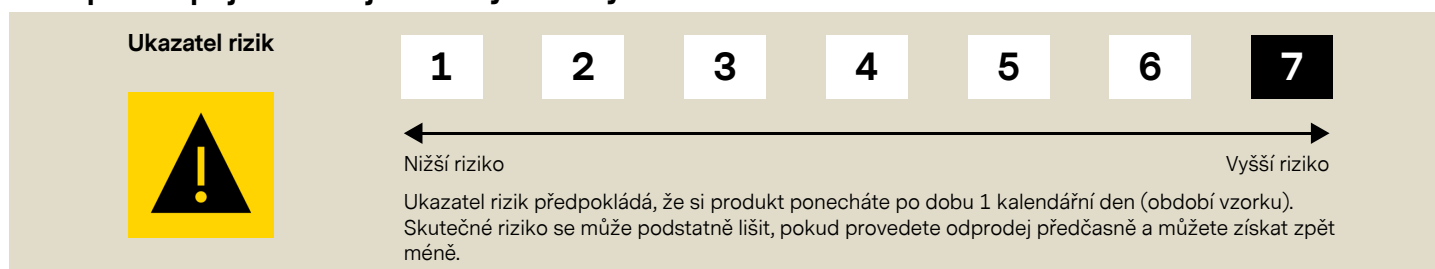 Ukazatel rizik
1 2 3 4 5 6 7
Nižší riziko Vyšší riziko
Ukazatel rizik předpokládá, že si produkt ponecháte po dobu 1 kalendářní den (období vzorku).
Skutečné riziko se může podstatně lišit, pokud provedete odprodej předčasně a můžete získat zpět
méně.